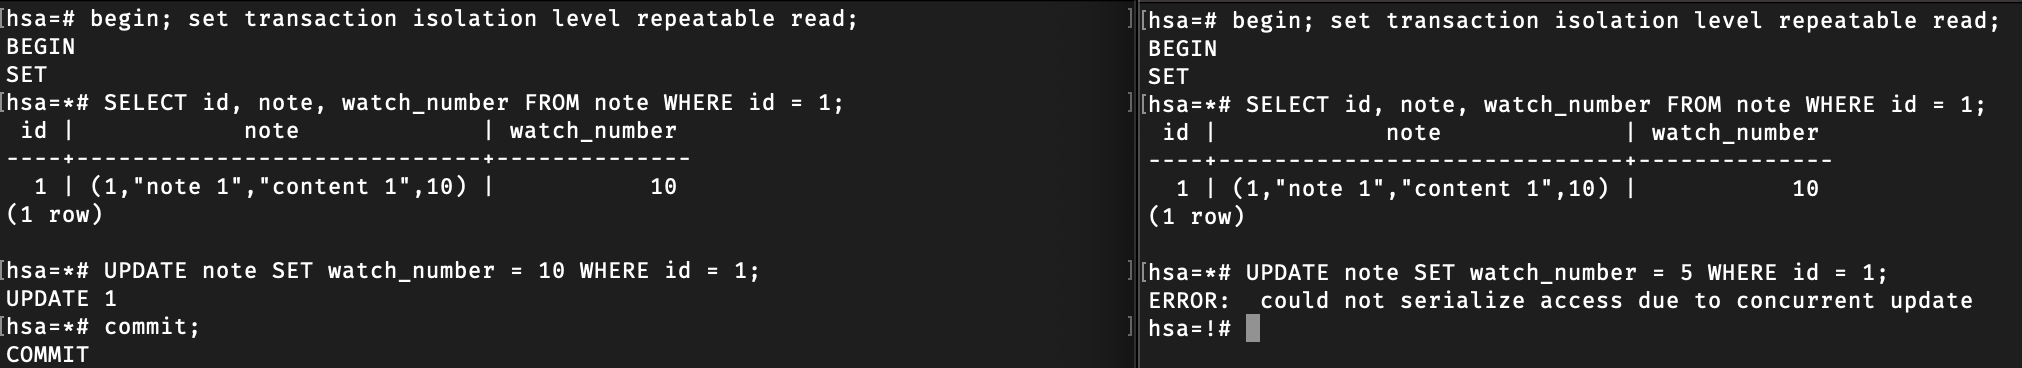 hsa=# begin; set transaction isolation level repeatable read;
BEGIN
SET
hsa=*# SELECT id, note, watch_number FROM note WHERE id = 1;
 id |            note             | watch_number
----+-----------------------------+--------------
  1 | (1,"note 1","content 1",10) |           10
(1 row)

hsa=*# UPDATE note SET watch_number = 10 WHERE id = 1;
UPDATE 1
hsa=*# commit;
COMMIT
hsa=# begin; set transaction isolation level repeatable read;
BEGIN
SET
hsa=*# SELECT id, note, watch_number FROM note WHERE id = 1;
 id |            note             | watch_number
----+-----------------------------+--------------
  1 | (1,"note 1","content 1",10) |           10
(1 row)

hsa=*# UPDATE note SET watch_number = 5 WHERE id = 1;
ERROR:  could not serialize access due to concurrent update
hsa=!#